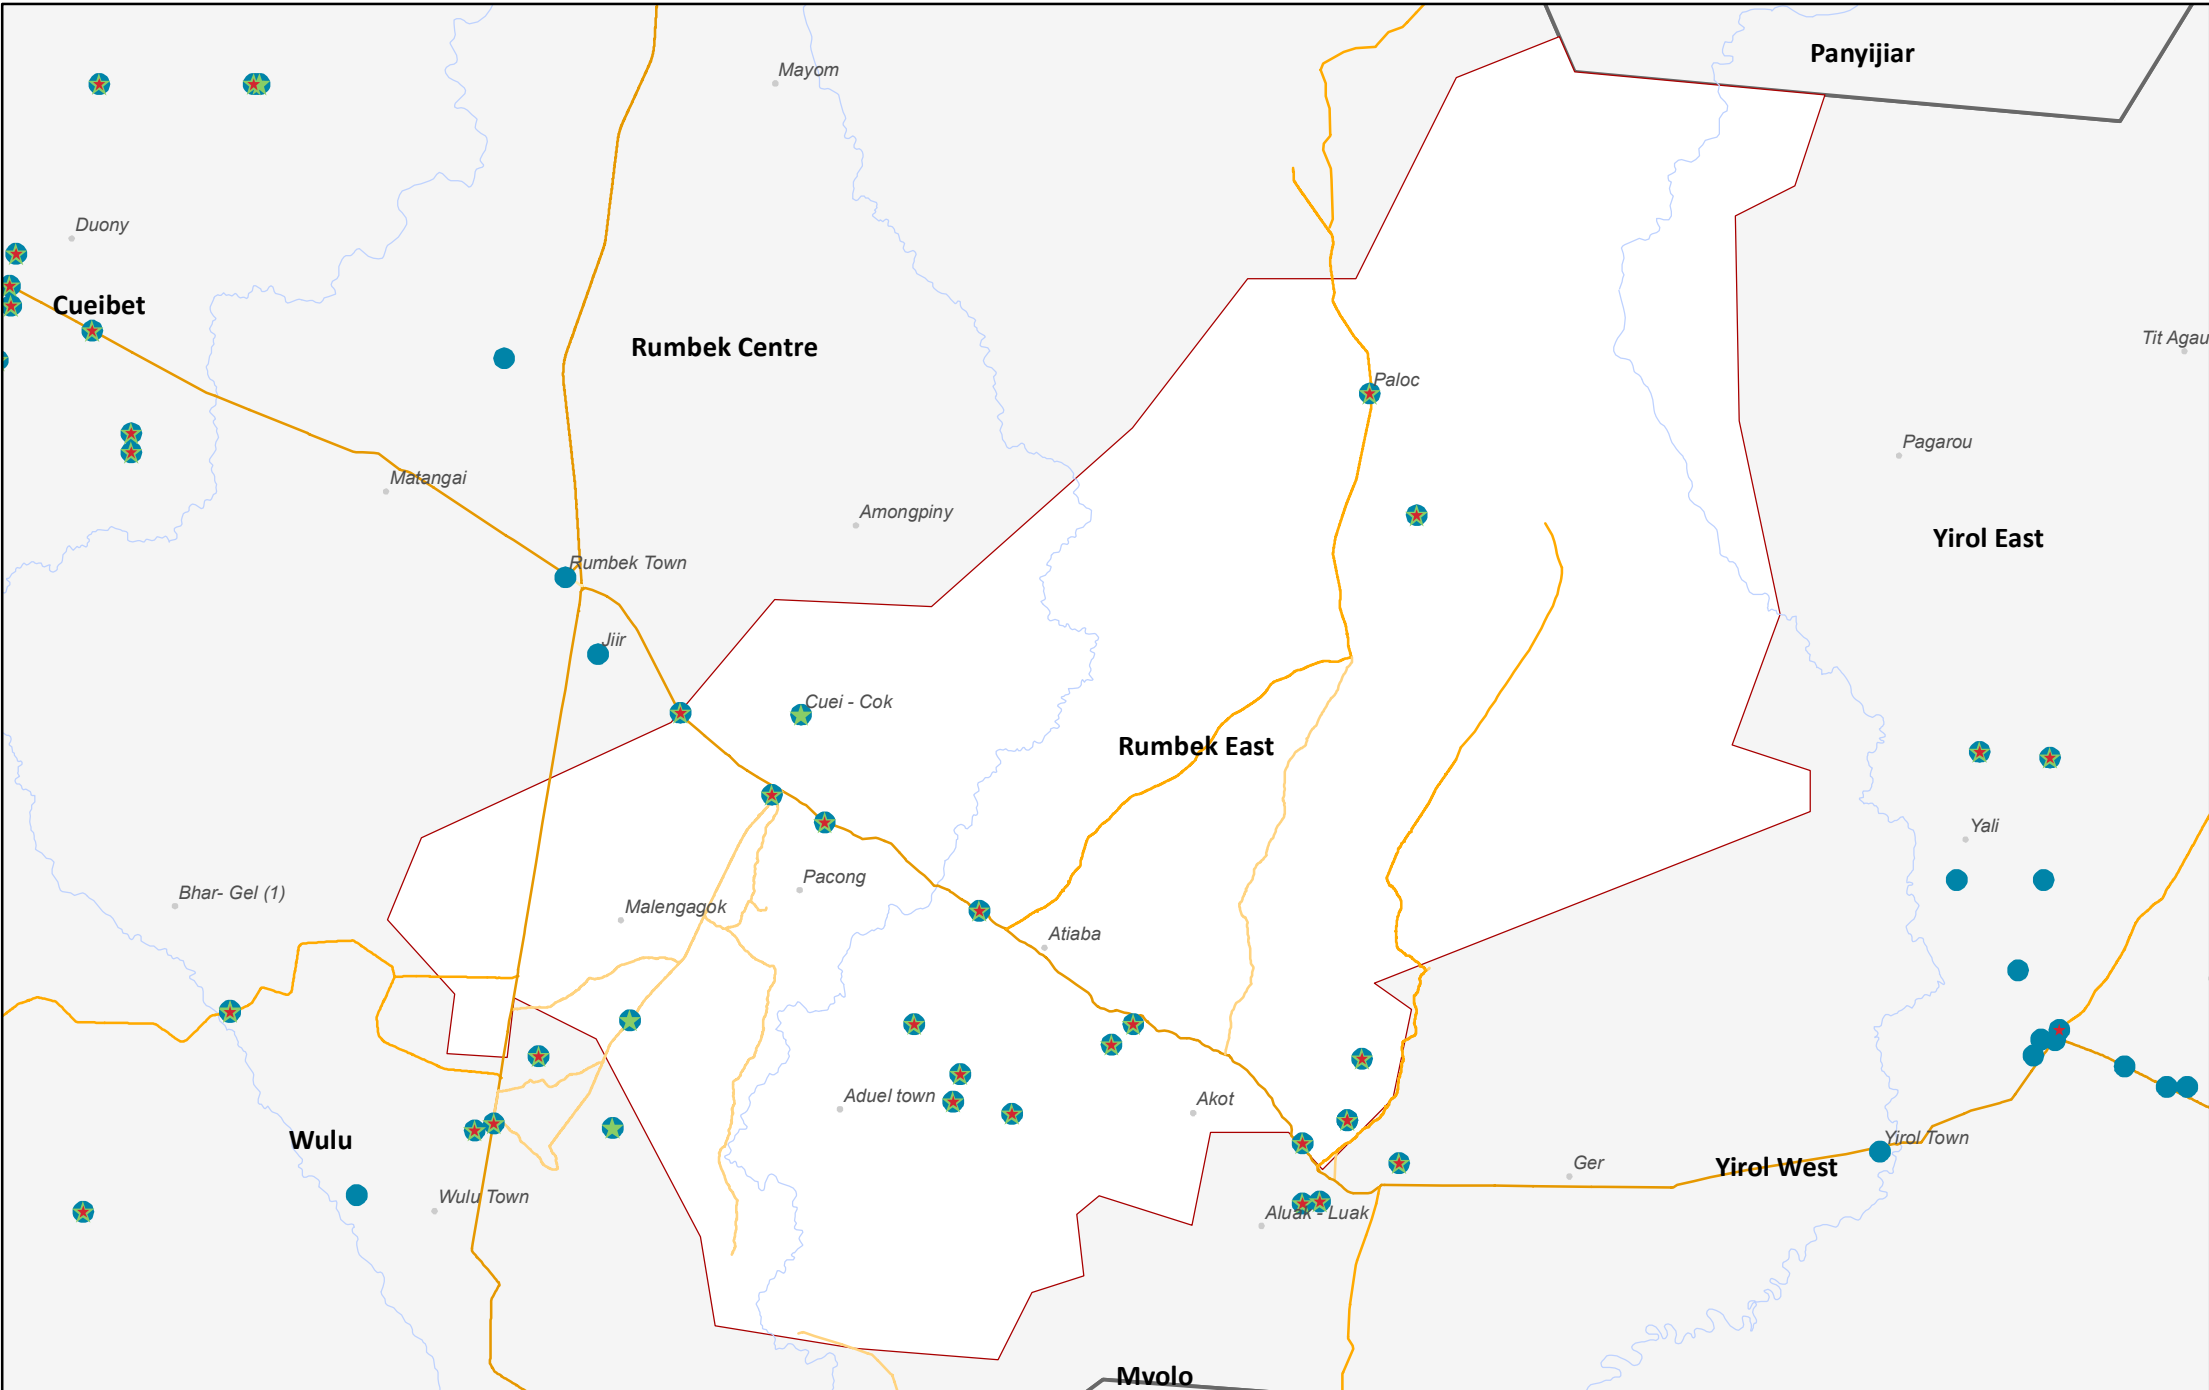 Panyijiar
Mayom
Duony
Cueibet
Rumbek Centre
Tit Agau
Paloc
Pagarou
Matangai
Amongpiny
Yirol East
Rumbek Town
Jiir
Cuei - Cok
Rumbek East
Yali
Pacong
Bhar- Gel (1)
Malengagok
Atiaba
Aduel town
Akot
Wulu
Yirol Town
Ger
Yirol West
Wulu Town
Aluak - Luak
Mvolo